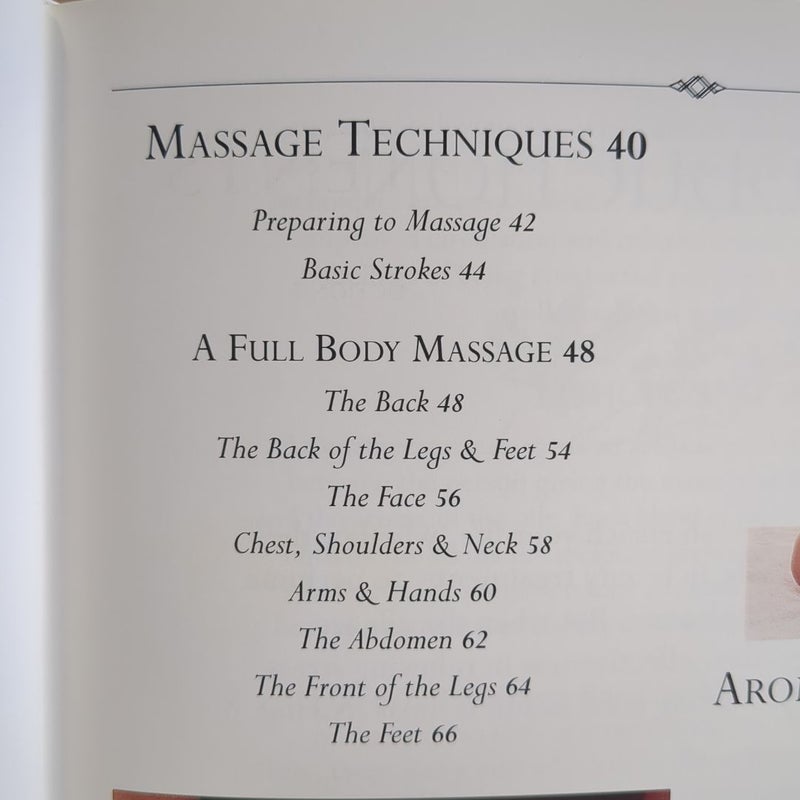 MASSAGE TECHNIQUES 40
Preparing to Massage 42
Basic Strokes 44
A FULL BODY MASSAGE 48
The Back 48
The Back of the Legs & Feet 54
The Face 56
Chest, Shoulders & Neck 58
Arms & Hands 60
The Abdomen 62
The Front of the Legs 64
The Feet 66